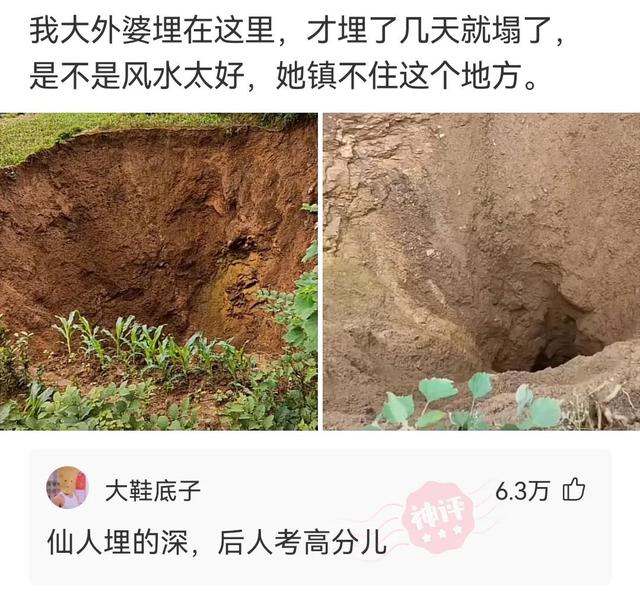 我大外婆埋在这里，才埋了几天就塌了，
是不是风水太好，她镇不住这个地方。
大鞋底子
6.3万
神评
仙人埋的深，后人考高分儿